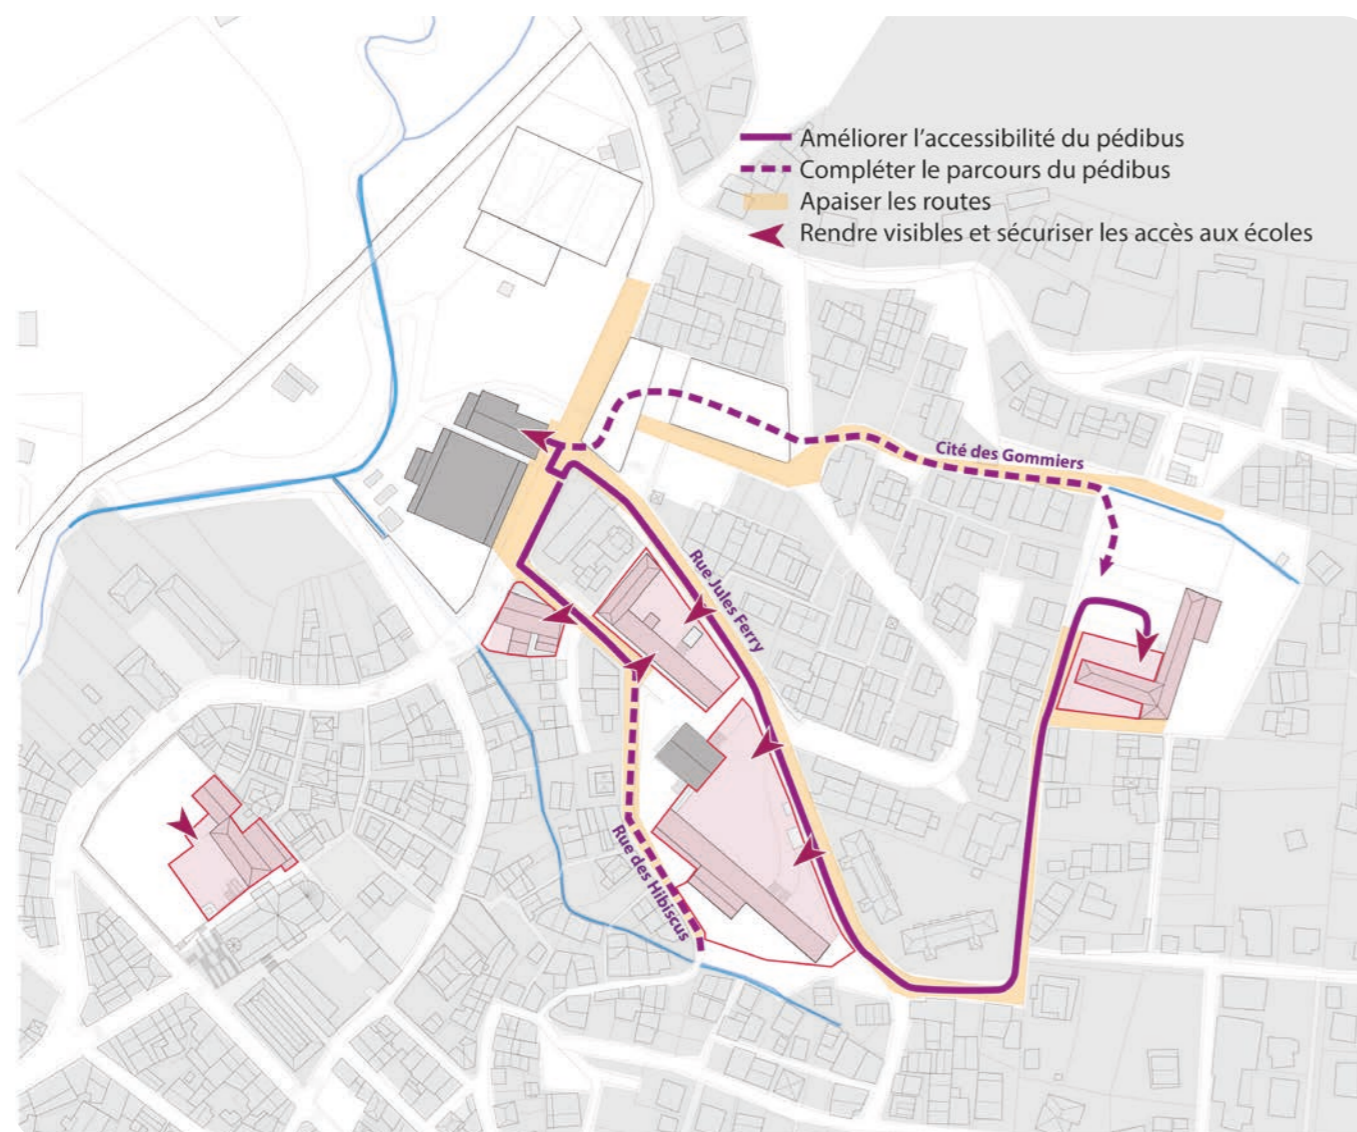 Améliorer l'accessibilité du pédibus
Compléter le parcours du pédibus
Apaiser les routes
Rendre visibles et sécuriser les accès aux écoles
Cité des Gommiers
Rue Jules Ferry
Rue des Hibiscus